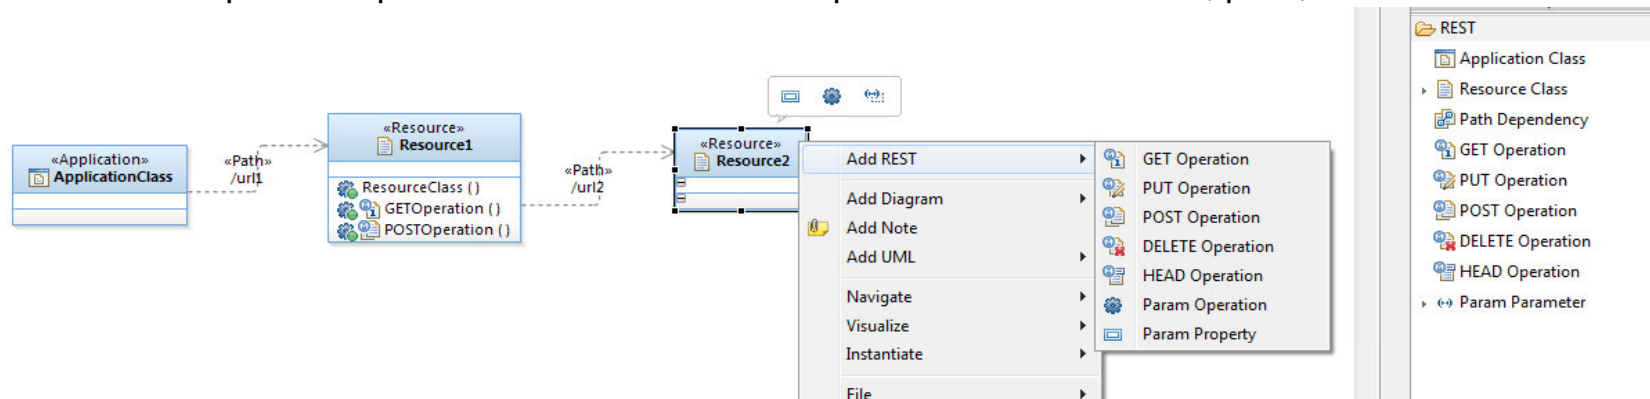 «Application»
ApplicationClass
«Path»
/url1
«Resource»
Resource1
ResourceClass ( )
GETOperation ( )
POSTOperation ( )
«Path»
/url2
«Resource»
Resource2
Add REST
Add Diagram
Add Note
Add UML
Navigate
Visualize
Instantiate
File
GET Operation
PUT Operation
POST Operation
DELETE Operation
HEAD Operation
Param Operation
Param Property
REST
Application Class
Resource Class
Path Dependency
GET Operation
PUT Operation
POST Operation
DELETE Operation
HEAD Operation
Param Parameter